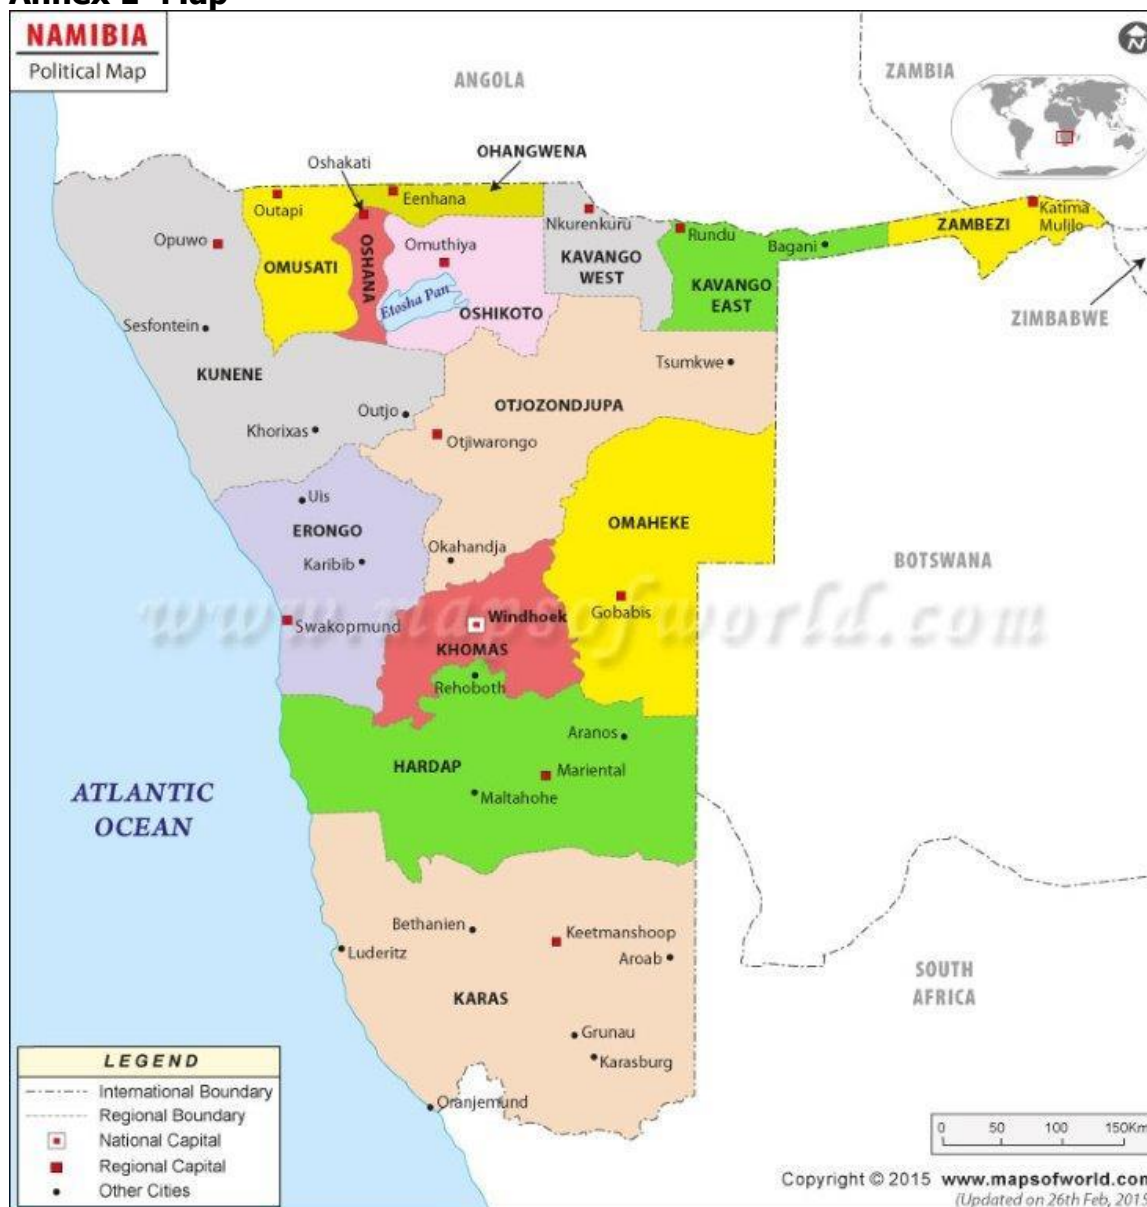 Annex 2 Map
NAMIBIA
Political Map
N
ANGOLA
ZAMBIA
OHANGWENA
Oshakati
Eenhana
Outapi
Opuwo
OMUSATI
OSHANA
Omuthiya
Etosha Pan
OSHIKOTO
Nkurenkuru
KAVANGO
WEST
Rundu
Bagani
KAVANGO
EAST
ZAMBEZI
Katima
Mulilo
ZIMBABWE
Sesfontein
KUNENE
Tsumkwe
OTJOZONDJUPA
Outjo
Khorixas
Otjiwarongo
Uis
ERONGO
OMAHEKE
Karibib
Okahandja
BOTSWANA
www.mapsofworld.com
Swakopmund
Windhoek
Gobabis
KHOMAS
Rehoboth
Aranos
HARDAP
Mariental
Maltahohe
ATLANTIC
OCEAN
Bethanien
Keetmanshoop
Luderitz
Aroab
KARAS
SOUTH
AFRICA
Grunau
Karasburg
Oranjemund
LEGEND
International Boundary
Regional Boundary
National Capital
Regional Capital
Other Cities
0 50 100 150Km
Copyright © 2015 www.mapsofworld.com
(Updated on 26th Feb, 2015